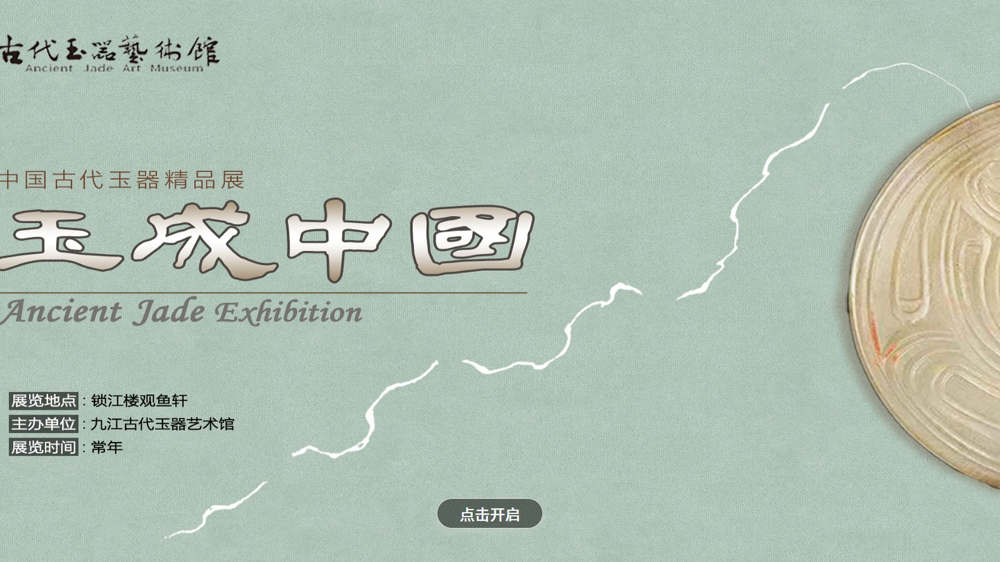 古代玉器藝術館
Ancient Jade Art Museum
中国古代玉器精品展
玉成中國
Ancient Jade Exhibition
展览地点：锁江楼观鱼轩
主办单位：九江古代玉器艺术馆
展览时间：常年
点击开启